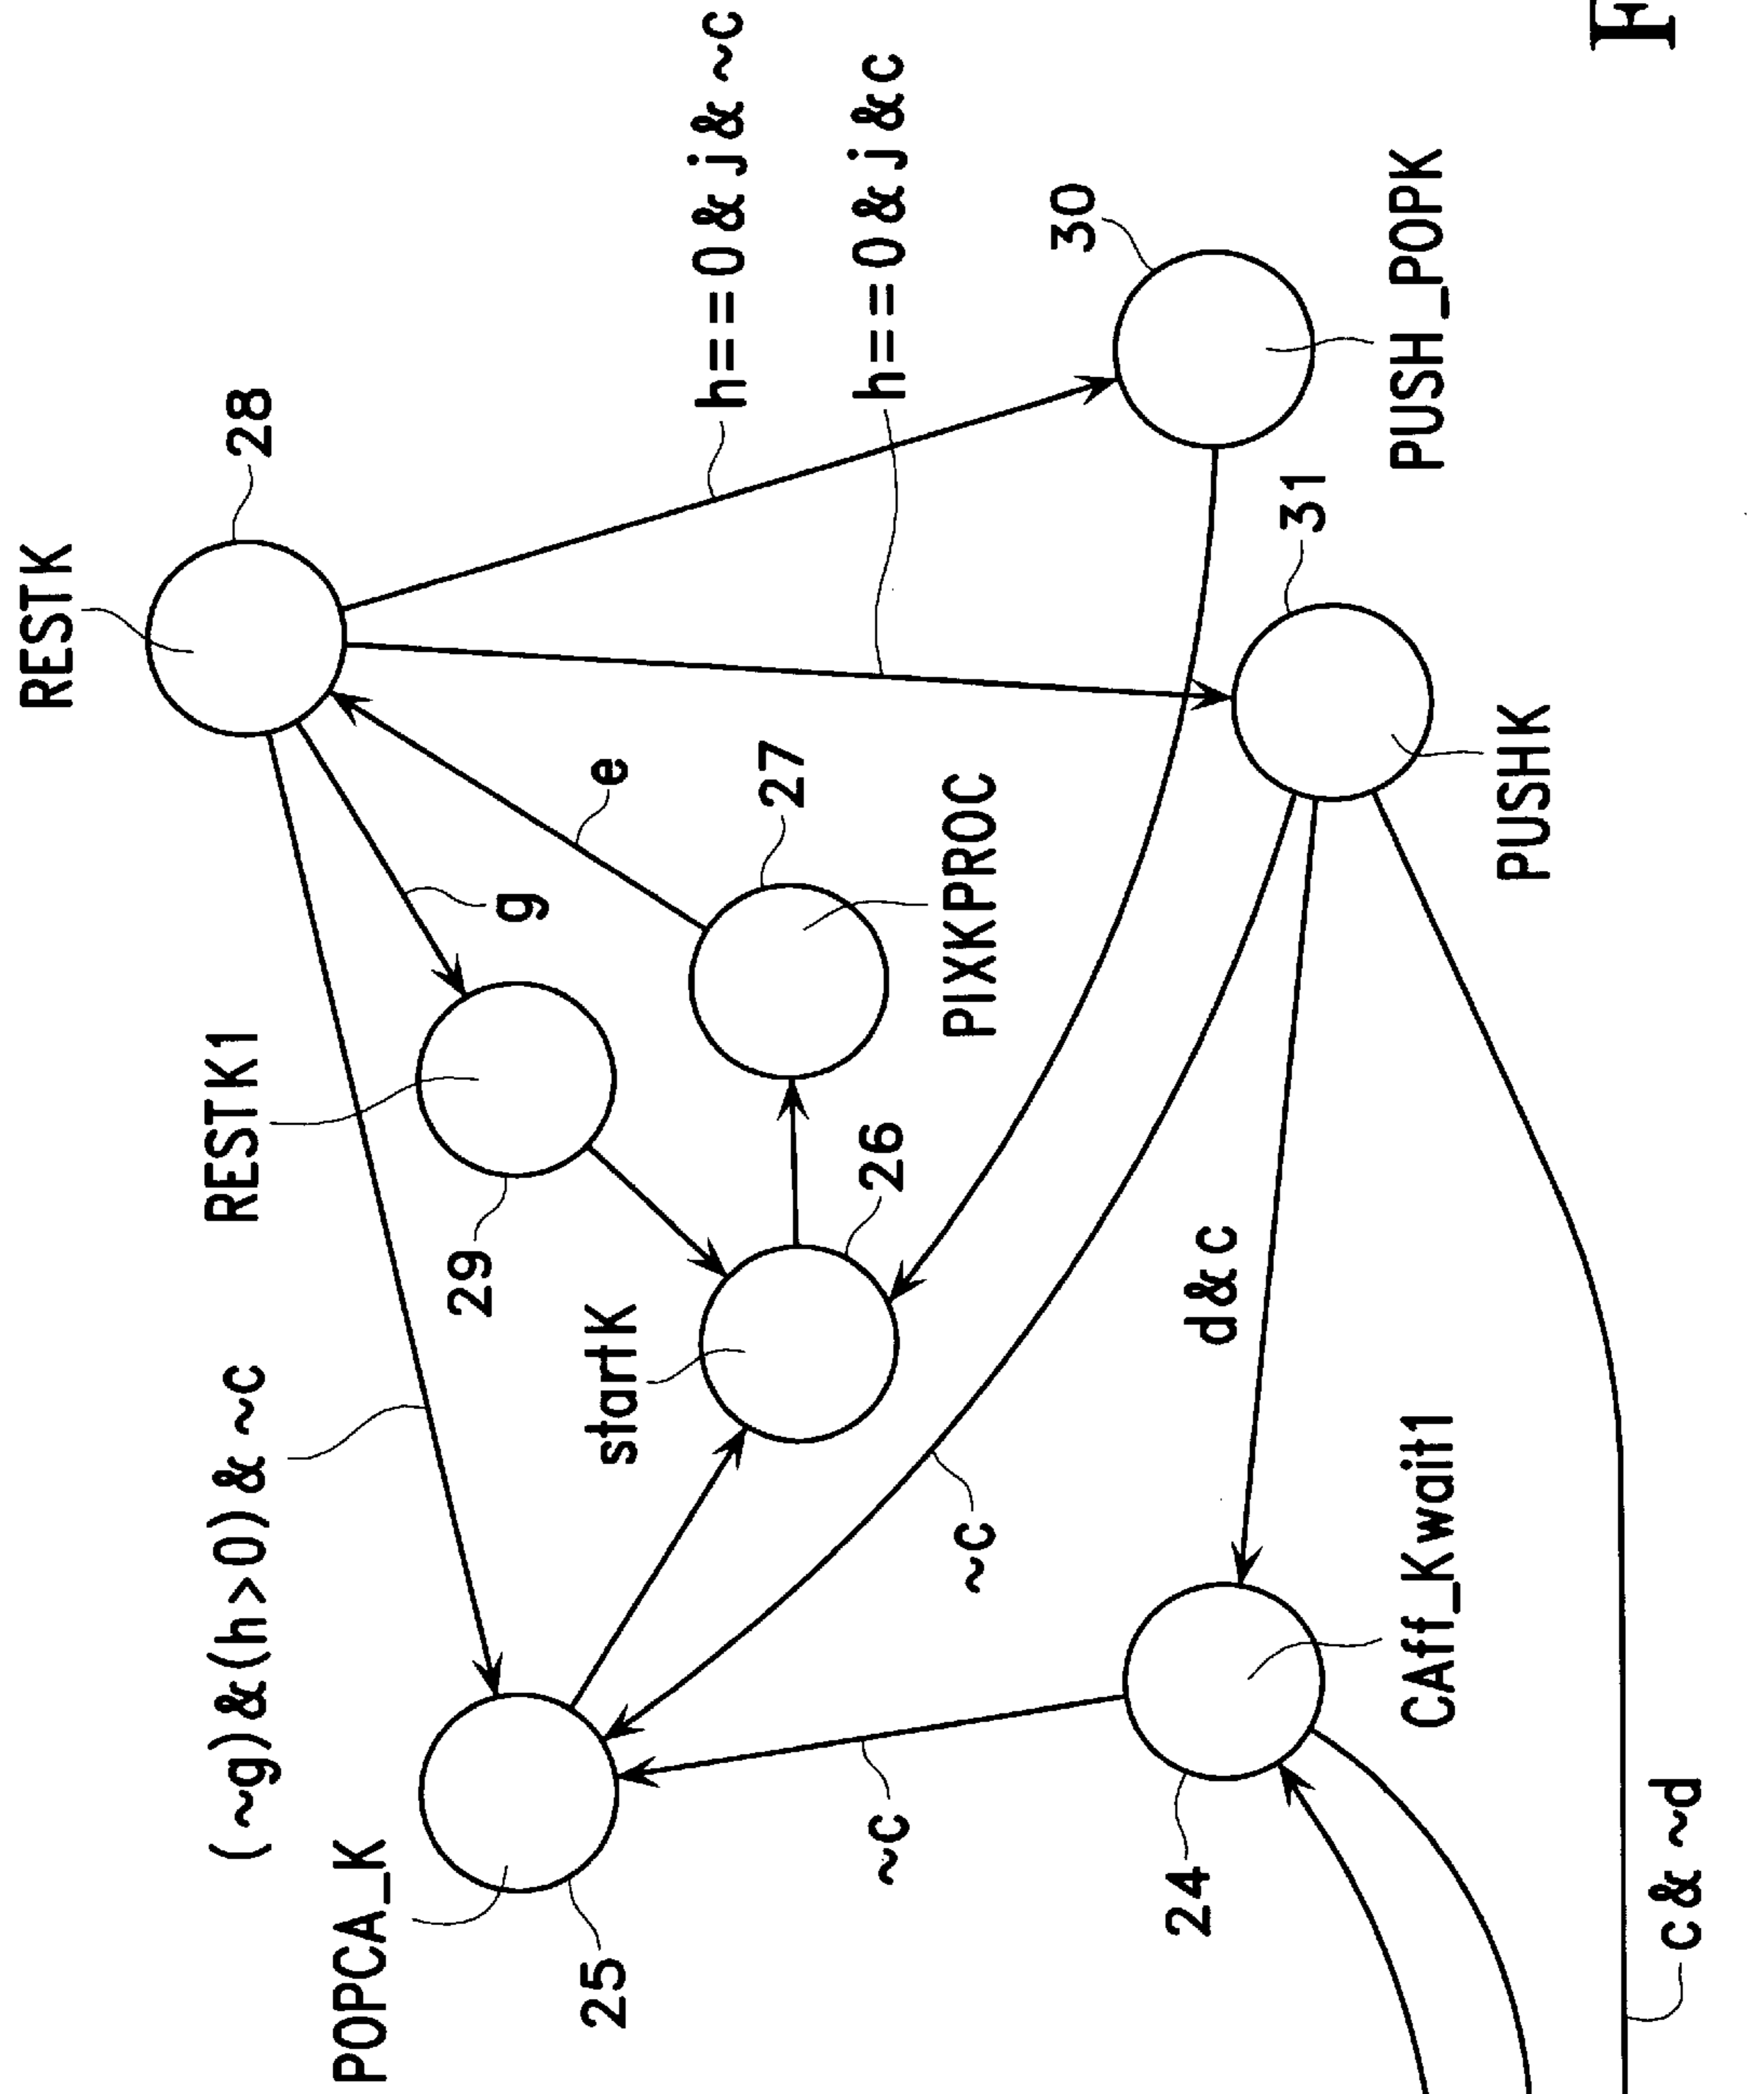 RESTK
(~g)&(h>0)&~c
RESTK1
28
POPCA_K
29
g
25
startK
e
h==0&j&~c
27
~c
26
h==0&j&c
~c
PIXKPROC
30
24
d&c
31
CAff_Kwait1
PUSH_POPK
PUSHK
c&~d
F